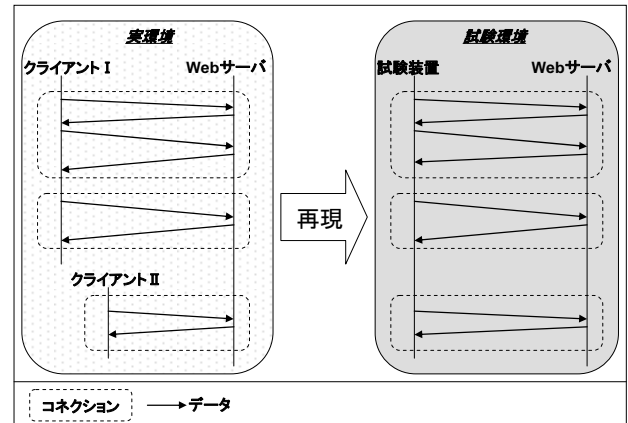 実環境
クライアントⅠ
Webサーバ
クライアントⅡ
再現
試験環境
試験装置
Webサーバ
コネクション
データ